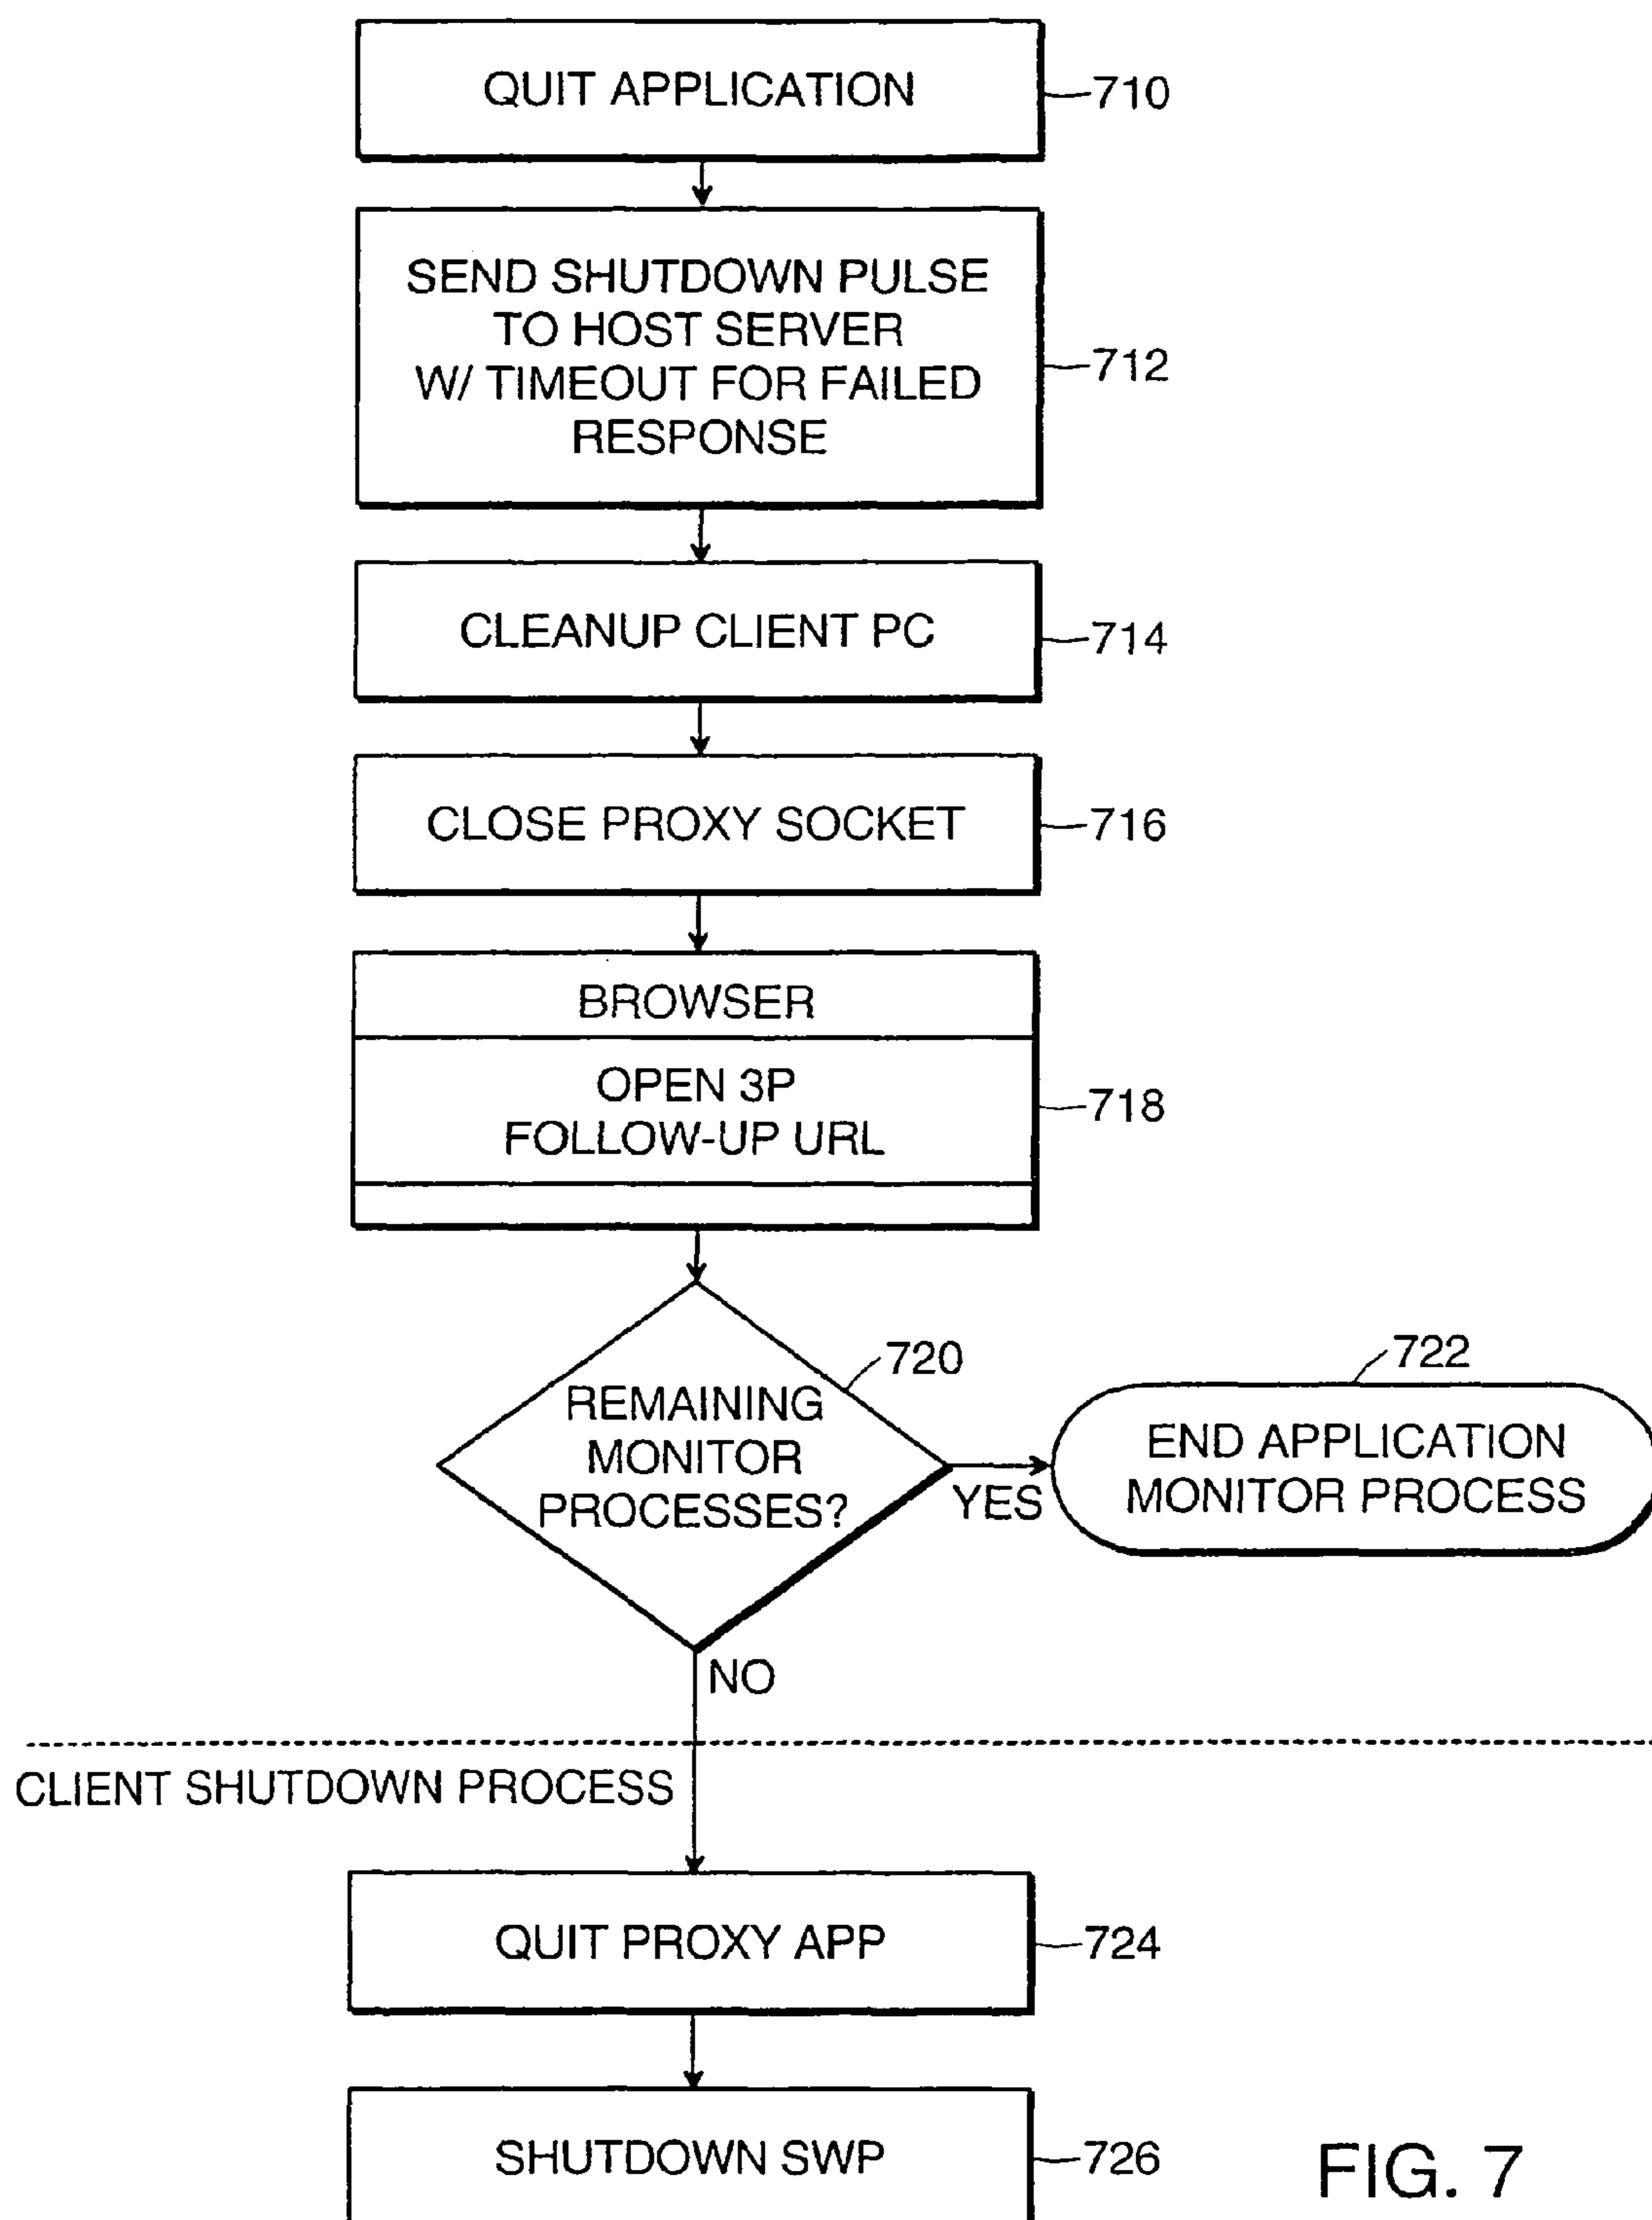 QUIT APPLICATION
710
SEND SHUTDOWN PULSE
TO HOST SERVER
W/ TIMEOUT FOR FAILED
RESPONSE
712
CLEANUP CLIENT PC
714
CLOSE PROXY SOCKET
716
BROWSER
OPEN 3P
FOLLOW-UP URL
718
REMAINING
MONITOR
PROCESSES?
720
YES
722
END APPLICATION
MONITOR PROCESS
NO
CLIENT SHUTDOWN PROCESS
QUIT PROXY APP
724
SHUTDOWN SWP
726
FIG. 7